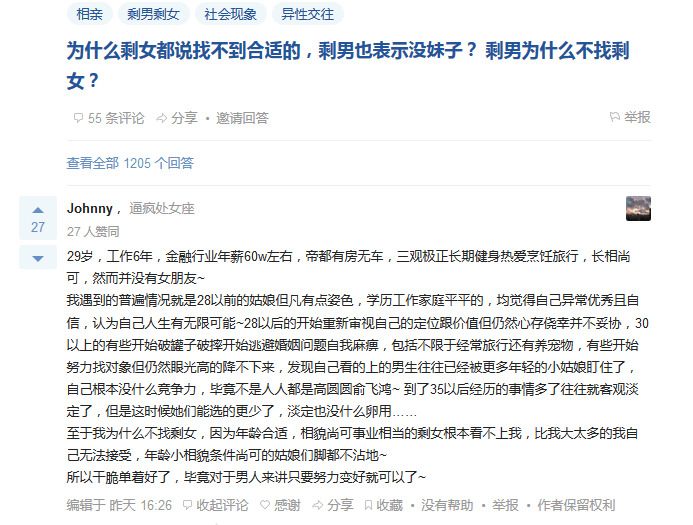 相亲 剩男剩女 社会现象 异性交往
为什么剩女都说找不到合适的，剩男也表示没妹子？ 剩男为什么不找剩
女？
55 条评论 分享 • 邀请回答 举报
查看全部 1205 个回答
27
Johnny， 逼疯处女座
27 人赞同
29岁，工作6年，金融行业年薪60w左右，帝都有房无车，三观极正长期健身热爱烹饪旅行，长相尚
可，然而并没有女朋友~
我遇到的普遍情况就是28以前的姑娘但凡有点姿色，学历工作家庭平平的，均觉得自己异常优秀且自
信，认为自己人生有无限可能~28以后的开始重新审视自己的定位跟价值但仍然心存侥幸并不妥协，30
以上的有些开始破罐子破摔开始逃避婚姻问题自我麻痹，包括不限于经常旅行还有养宠物，有些开始
努力找对象但仍然眼光高的降不下来，发现自己看的上的男生往往已经被更多年轻的小姑娘盯住了，
自己根本没什么竞争力，毕竟不是人人都是高圆圆俞飞鸿~ 到了35以后经历的事情多了往往就客观淡
定了，但是这时候她们能选的更少了，淡定也没什么卵用……
至于我为什么不找剩女，因为年龄合适，相貌尚可事业相当的剩女根本看不上我，比我大太多的我自
己无法接受，年龄小相貌条件尚可的姑娘们脚都不沾地~
所以干脆单着好了，毕竟对于男人来讲只要努力变好就可以了~
编辑于 昨天 16:26 收起评论 感谢 分享 收藏 • 没有帮助 • 举报 • 作者保留权利